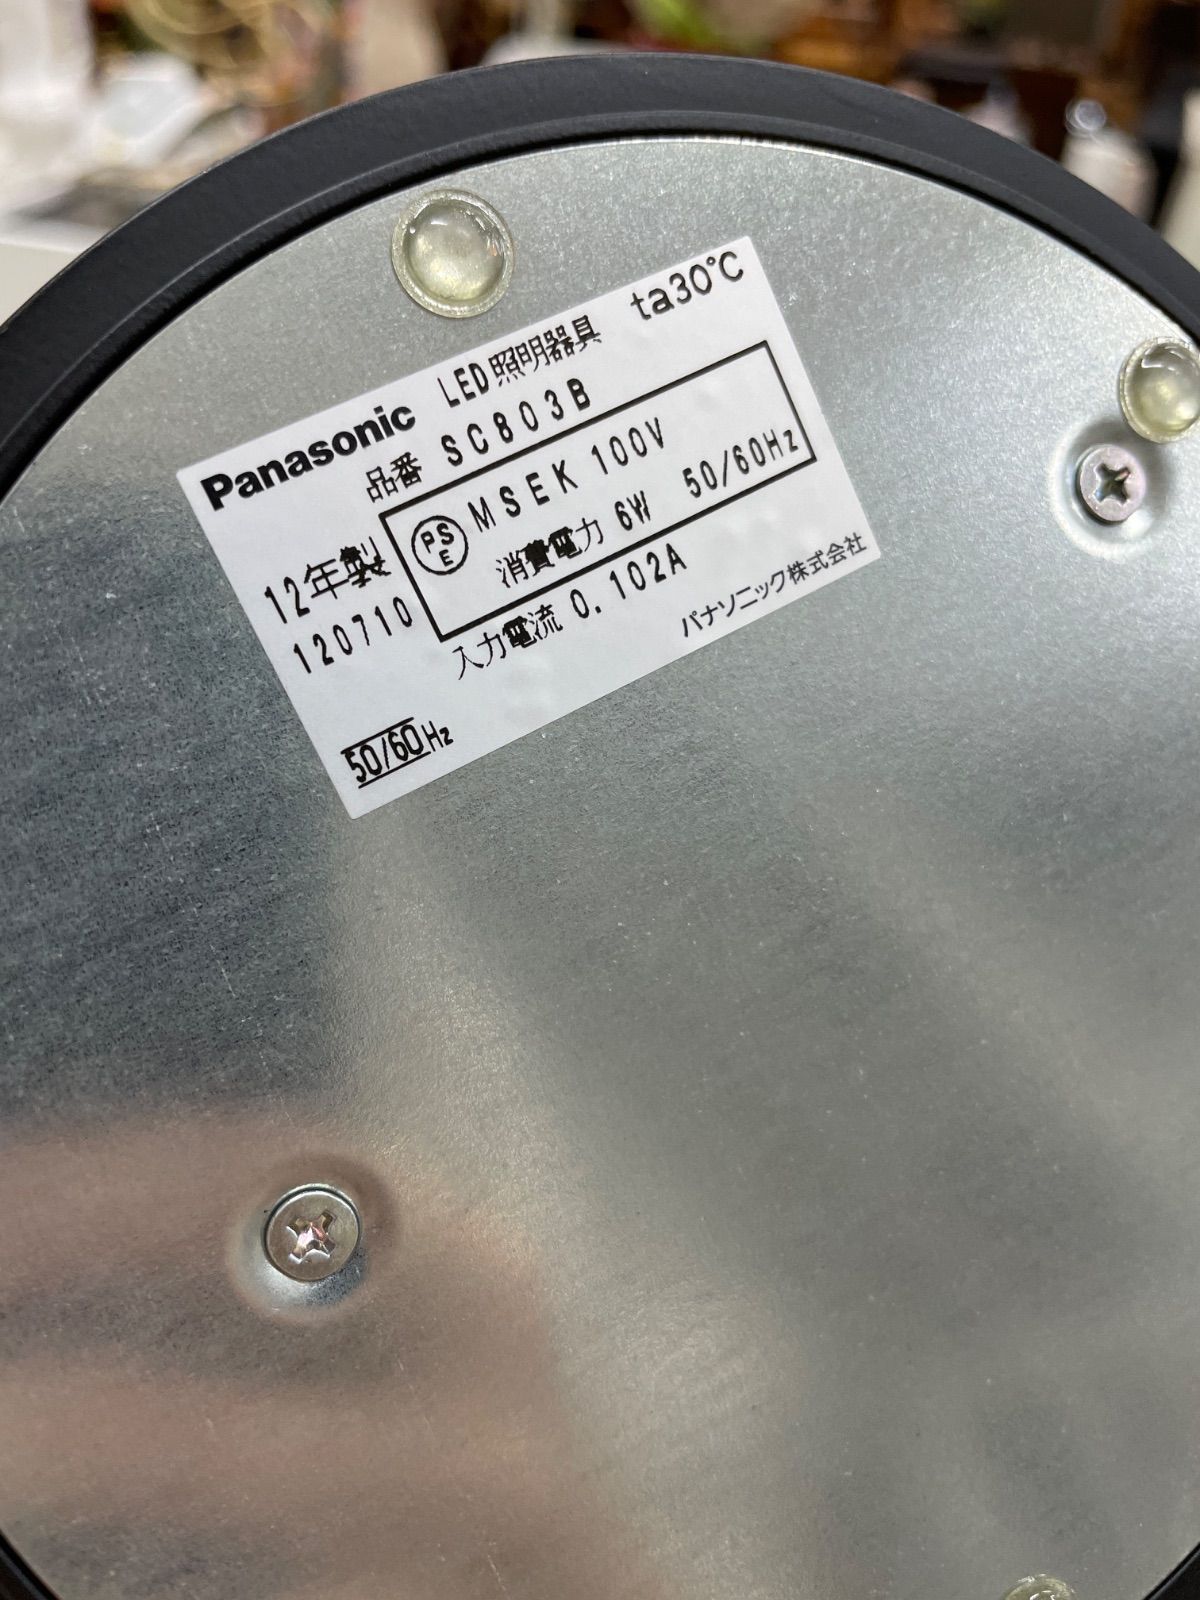 Panasonic LED照明器具 ta30℃
品番 SC803B
PSE MSEK 100V
12年製 消費電力 6W 50/60Hz
120710 入力電流 0.102A
50/60Hz パナソニック株式会社